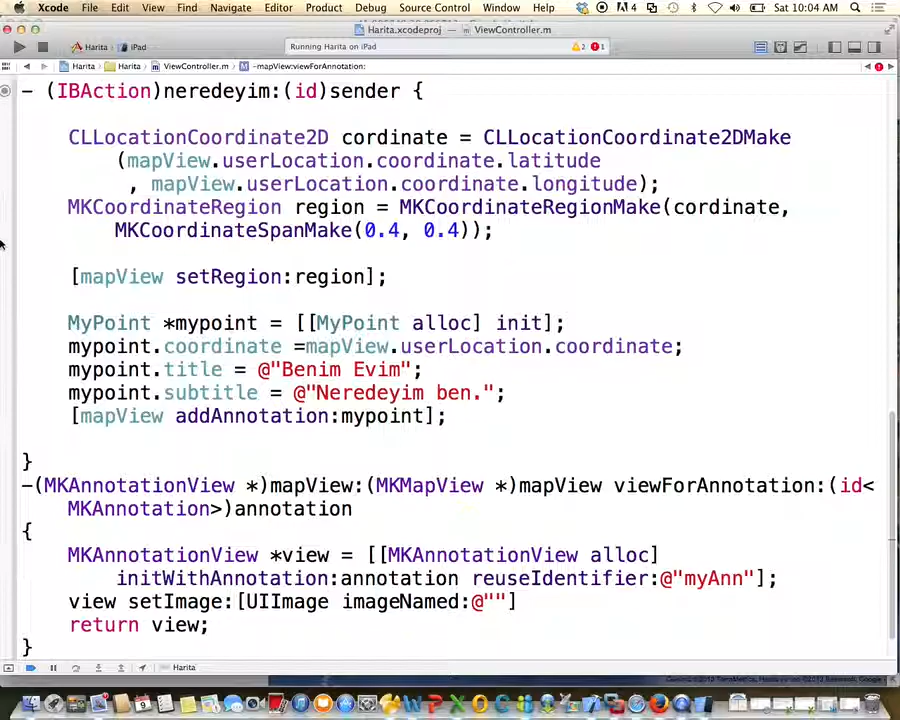 Xcode File Edit View Find Navigate Editor Product Debug Source Control Window Help 4 Sat 10:04 AM
Harita.xcodeproj — ViewController.m
Harita iPad Running Harita on iPad 2 1
Harita Harita ViewController.m M -mapView:viewForAnnotation:
- (IBAction)neredeyim:(id)sender {
CLLocationCoordinate2D cordinate = CLLocationCoordinate2DMake
(mapView.userLocation.coordinate.latitude
, mapView.userLocation.coordinate.longitude);
MKCoordinateRegion region = MKCoordinateRegionMake(cordinate,
MKCoordinateSpanMake(0.4, 0.4));
[mapView setRegion:region];
MyPoint *mypoint = [[MyPoint alloc] init];
mypoint.coordinate =mapView.userLocation.coordinate;
mypoint.title = @"Benim Evim";
mypoint.subtitle = @"Neredeyim ben.";
[mapView addAnnotation:mypoint];
}
-(MKAnnotationView *)mapView:(MKMapView *)mapView viewForAnnotation:(id<
MKAnnotation>)annotation
{
MKAnnotationView *view = [[MKAnnotationView alloc]
initWithAnnotation:annotation reuseIdentifier:@"myAnn"];
view setImage:[UIImage imageNamed:@""]
return view;
}
Harita